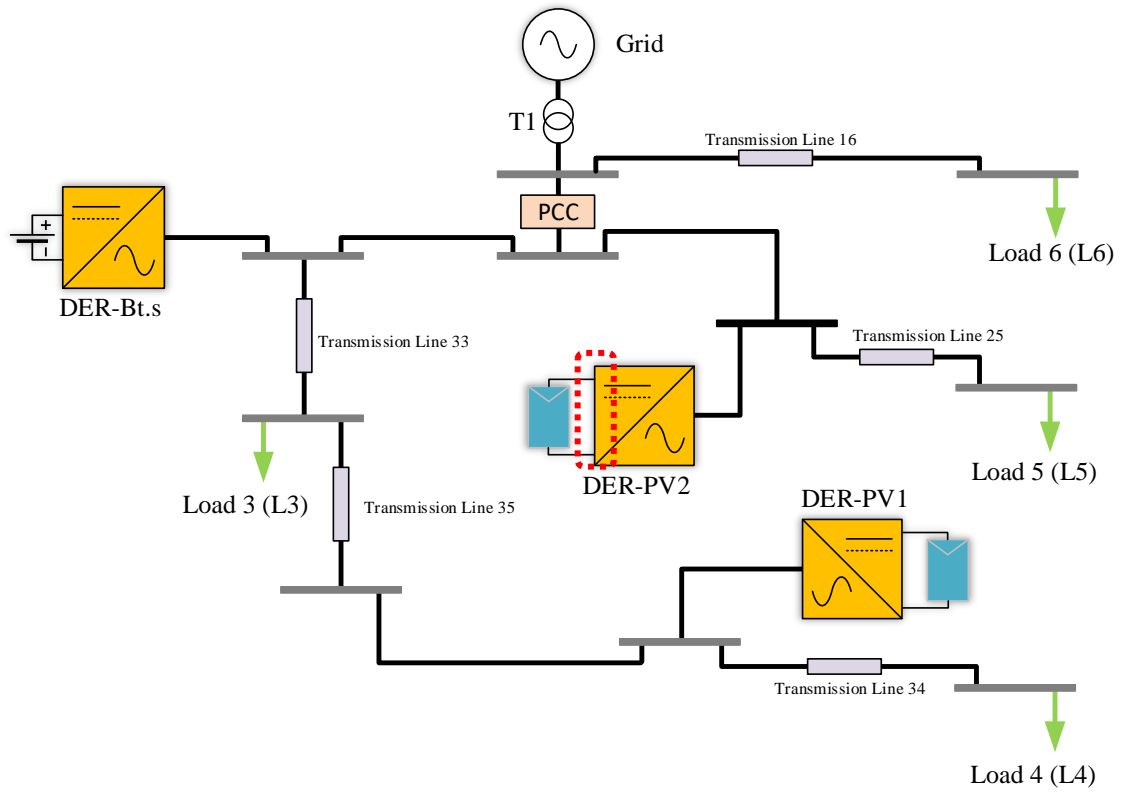 Grid
T1
Transmission Line 16
PCC
Load 6 (L6)
+
-
DER-Bt.s
Transmission Line 33
Transmission Line 25
DER-PV2
Load 5 (L5)
Load 3 (L3)
Transmission Line 35
DER-PV1
Transmission Line 34
Load 4 (L4)